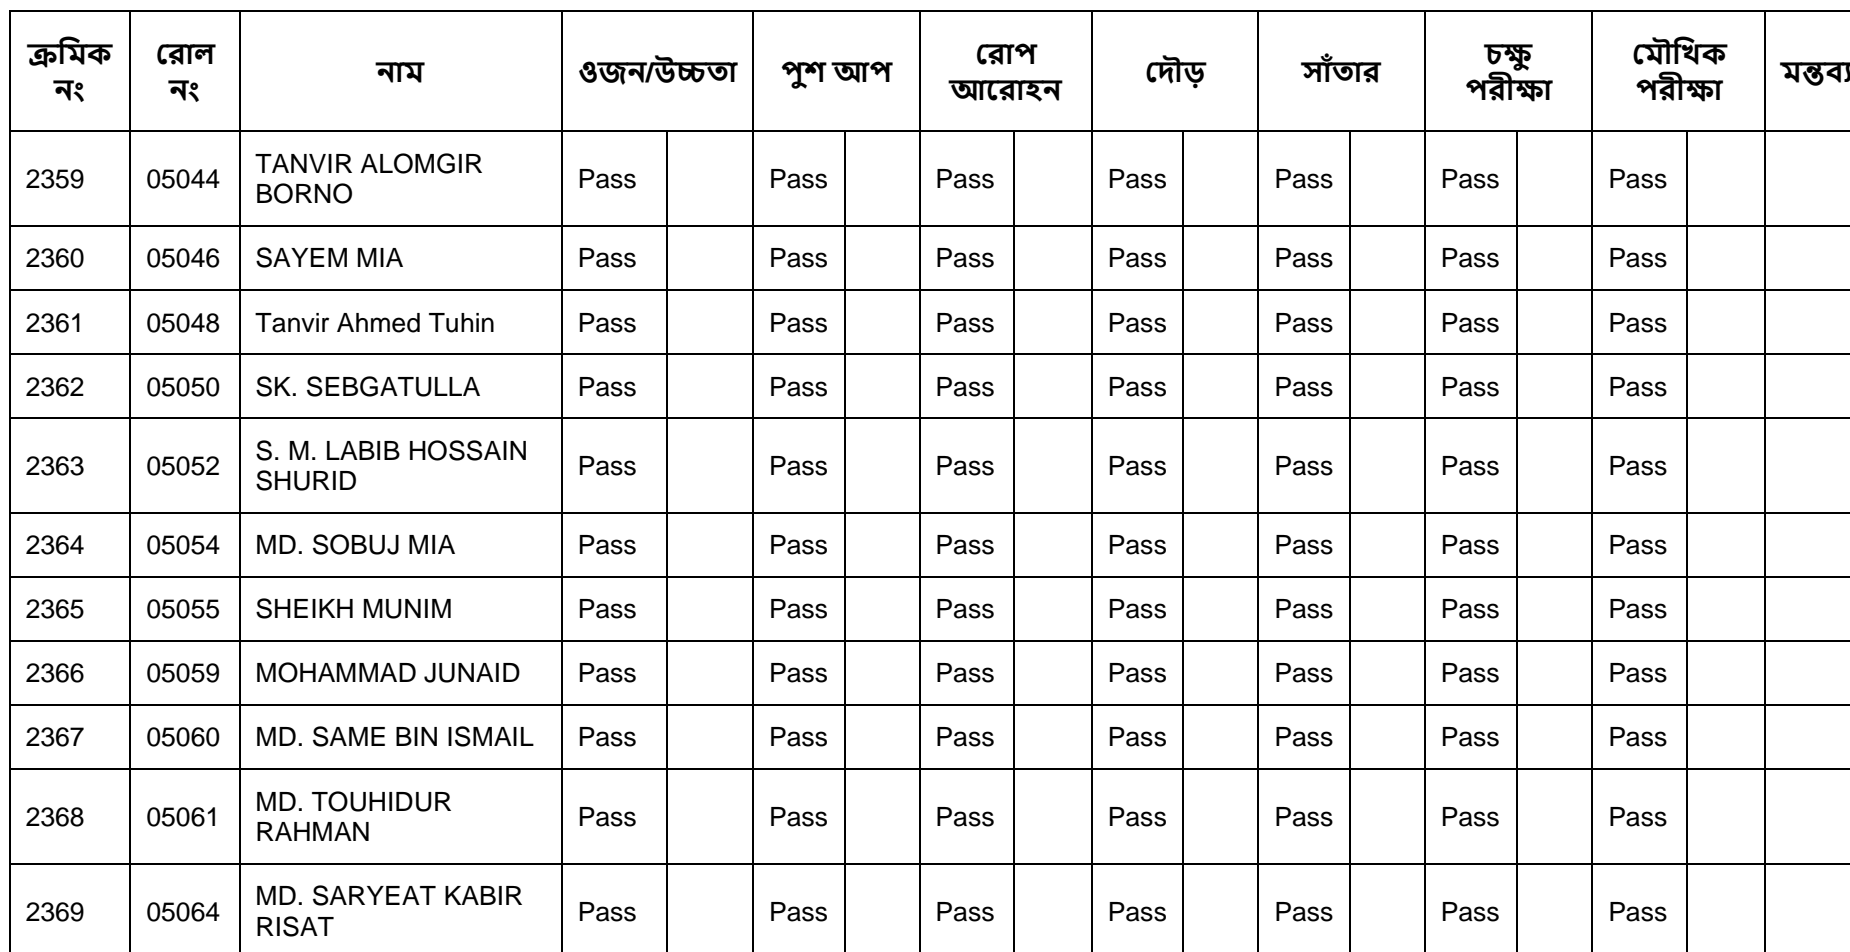 ক্রমিক নং রোল নং নাম ওজন/উচ্চতা পুশ আপ রোপ আরোহন দৌড় সাঁতার চক্ষু পরীক্ষা মৌখিক পরীক্ষা মন্তব্য
2359 05044 TANVIR ALOMGIR BORNO Pass Pass Pass Pass Pass Pass Pass
2360 05046 SAYEM MIA Pass Pass Pass Pass Pass Pass Pass
2361 05048 Tanvir Ahmed Tuhin Pass Pass Pass Pass Pass Pass Pass
2362 05050 SK. SEBGATULLA Pass Pass Pass Pass Pass Pass Pass
2363 05052 S. M. LABIB HOSSAIN SHURID Pass Pass Pass Pass Pass Pass Pass
2364 05054 MD. SOBUJ MIA Pass Pass Pass Pass Pass Pass Pass
2365 05055 SHEIKH MUNIM Pass Pass Pass Pass Pass Pass Pass
2366 05059 MOHAMMAD JUNAID Pass Pass Pass Pass Pass Pass Pass
2367 05060 MD. SAME BIN ISMAIL Pass Pass Pass Pass Pass Pass Pass
2368 05061 MD. TOUHIDUR RAHMAN Pass Pass Pass Pass Pass Pass Pass
2369 05064 MD. SARYEAT KABIR RISAT Pass Pass Pass Pass Pass Pass Pass